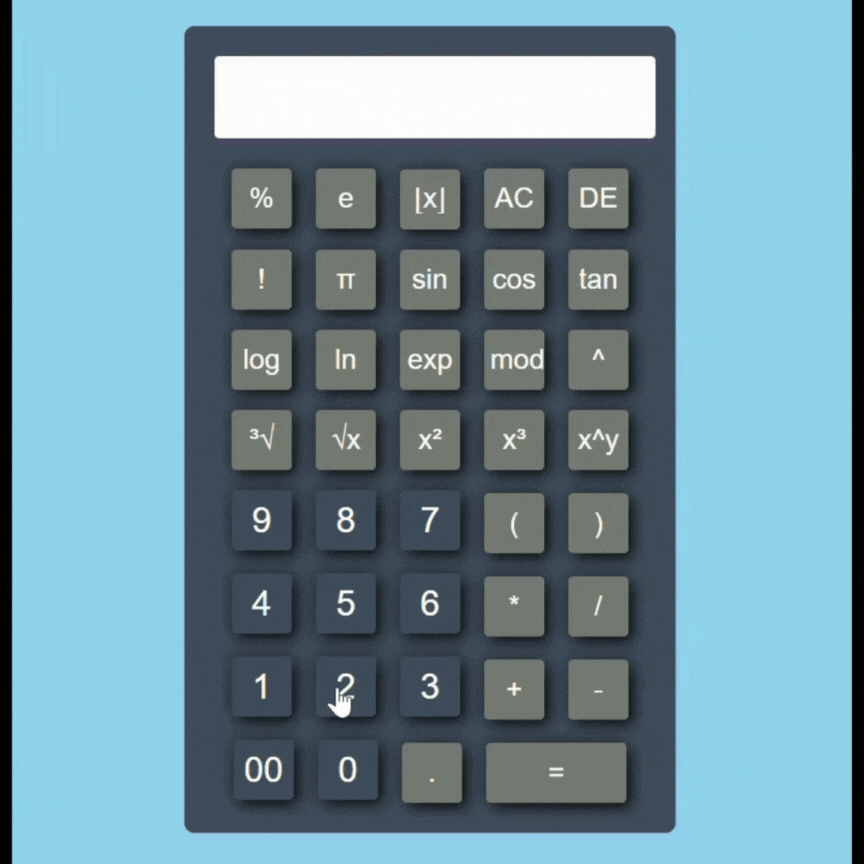 % e |x| AC DE
! π sin cos tan
log ln exp mod ^
³√ √x x² x³ x^y
9 8 7 ( )
4 5 6 * /
1 2 3 + -
00 0 . =